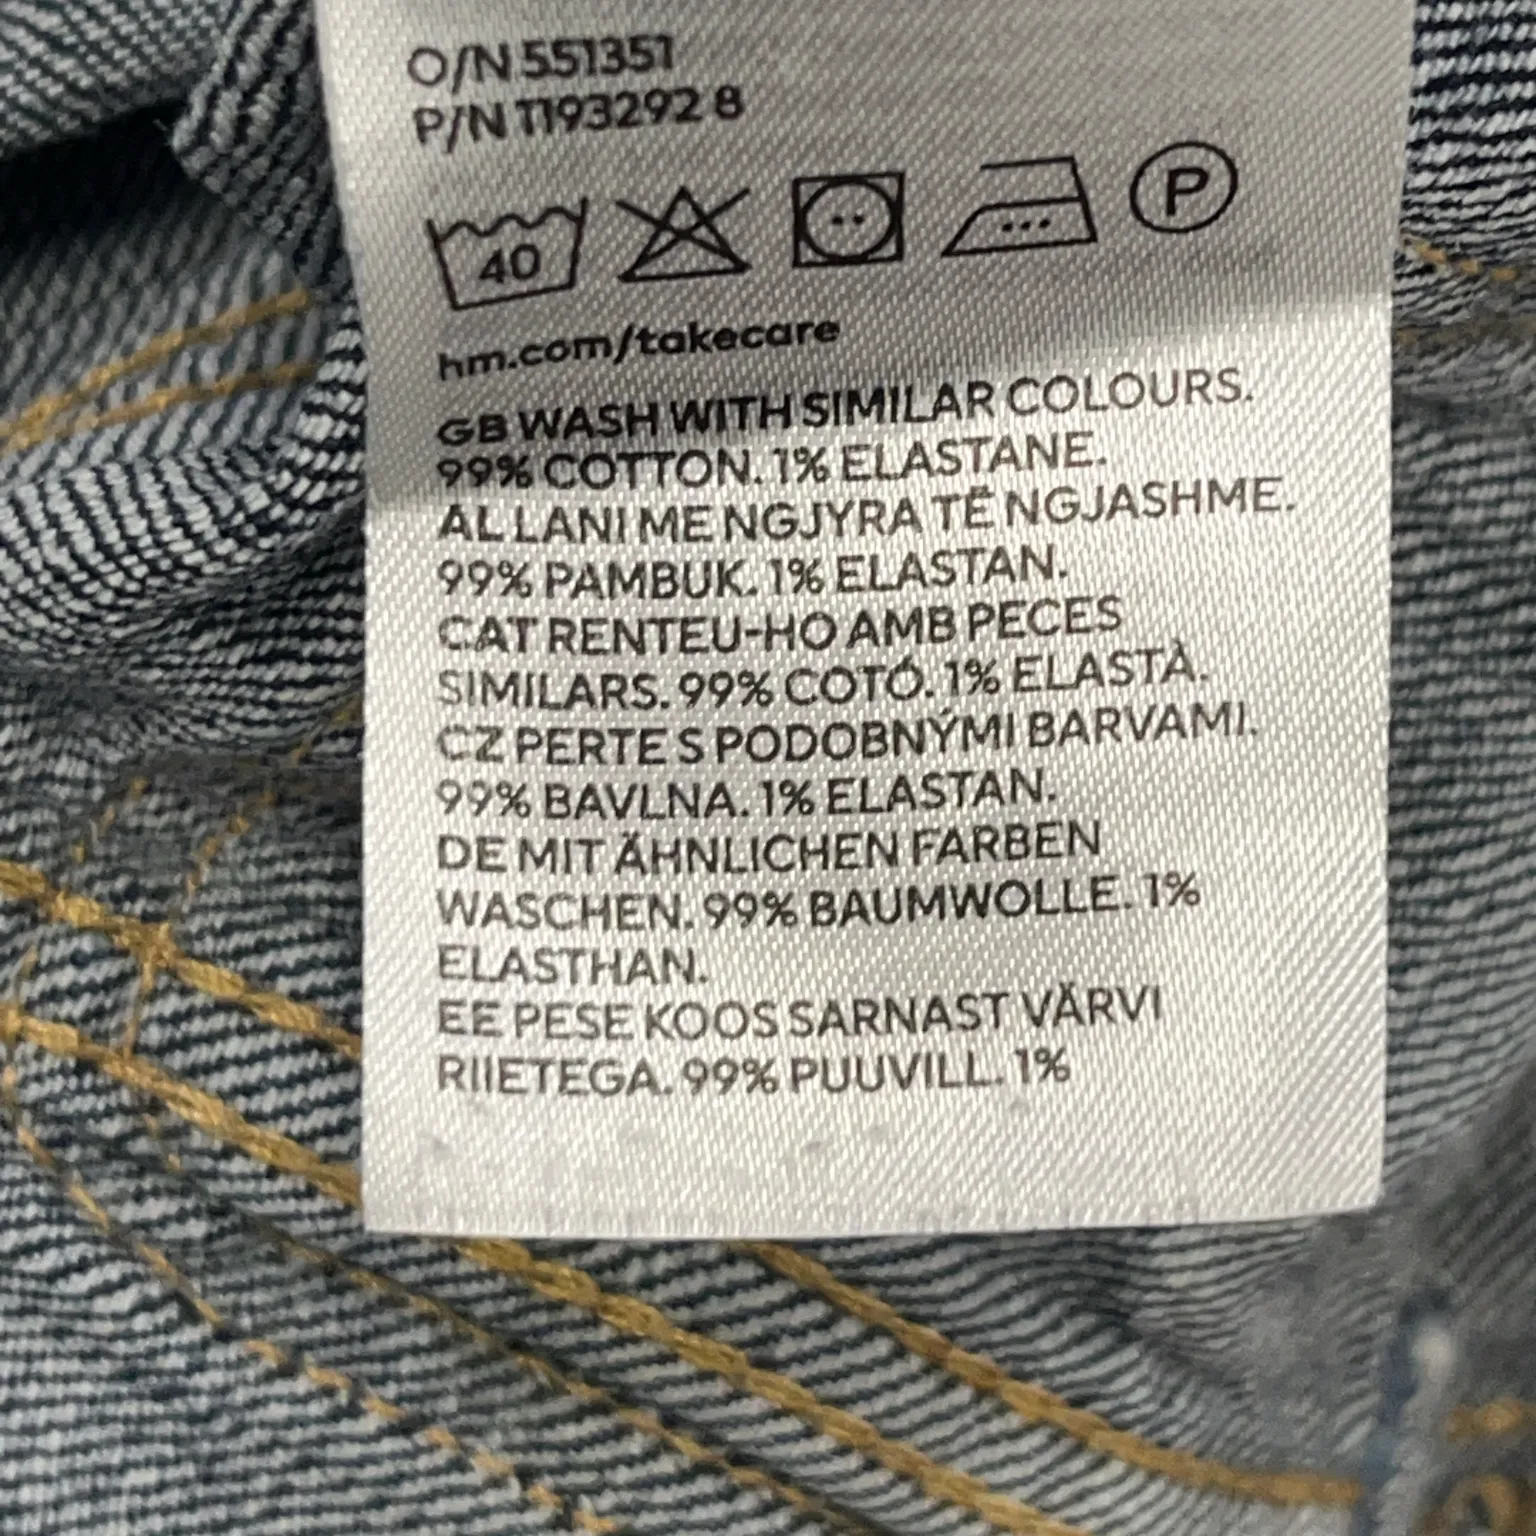 O/N 551351
P/N T1193292 8
40 P
hm.com/takecare
GB WASH WITH SIMILAR COLOURS.
99% COTTON. 1% ELASTANE.
AL LANI ME NGJYRA TË NGJASHME.
99% PAMBUK. 1% ELASTAN.
CAT RENTEU-HO AMB PECES
SIMILARS. 99% COTÓ. 1% ELASTÀ.
CZ PERTE S PODOBNÝMI BARVAMI.
99% BAVLNA. 1% ELASTAN.
DE MIT ÄHNLICHEN FARBEN
WASCHEN. 99% BAUMWOLLE. 1%
ELASTHAN.
EE PESE KOOS SARNAST VÄRVI
RIIETEGA. 99% PUUVILL. 1%